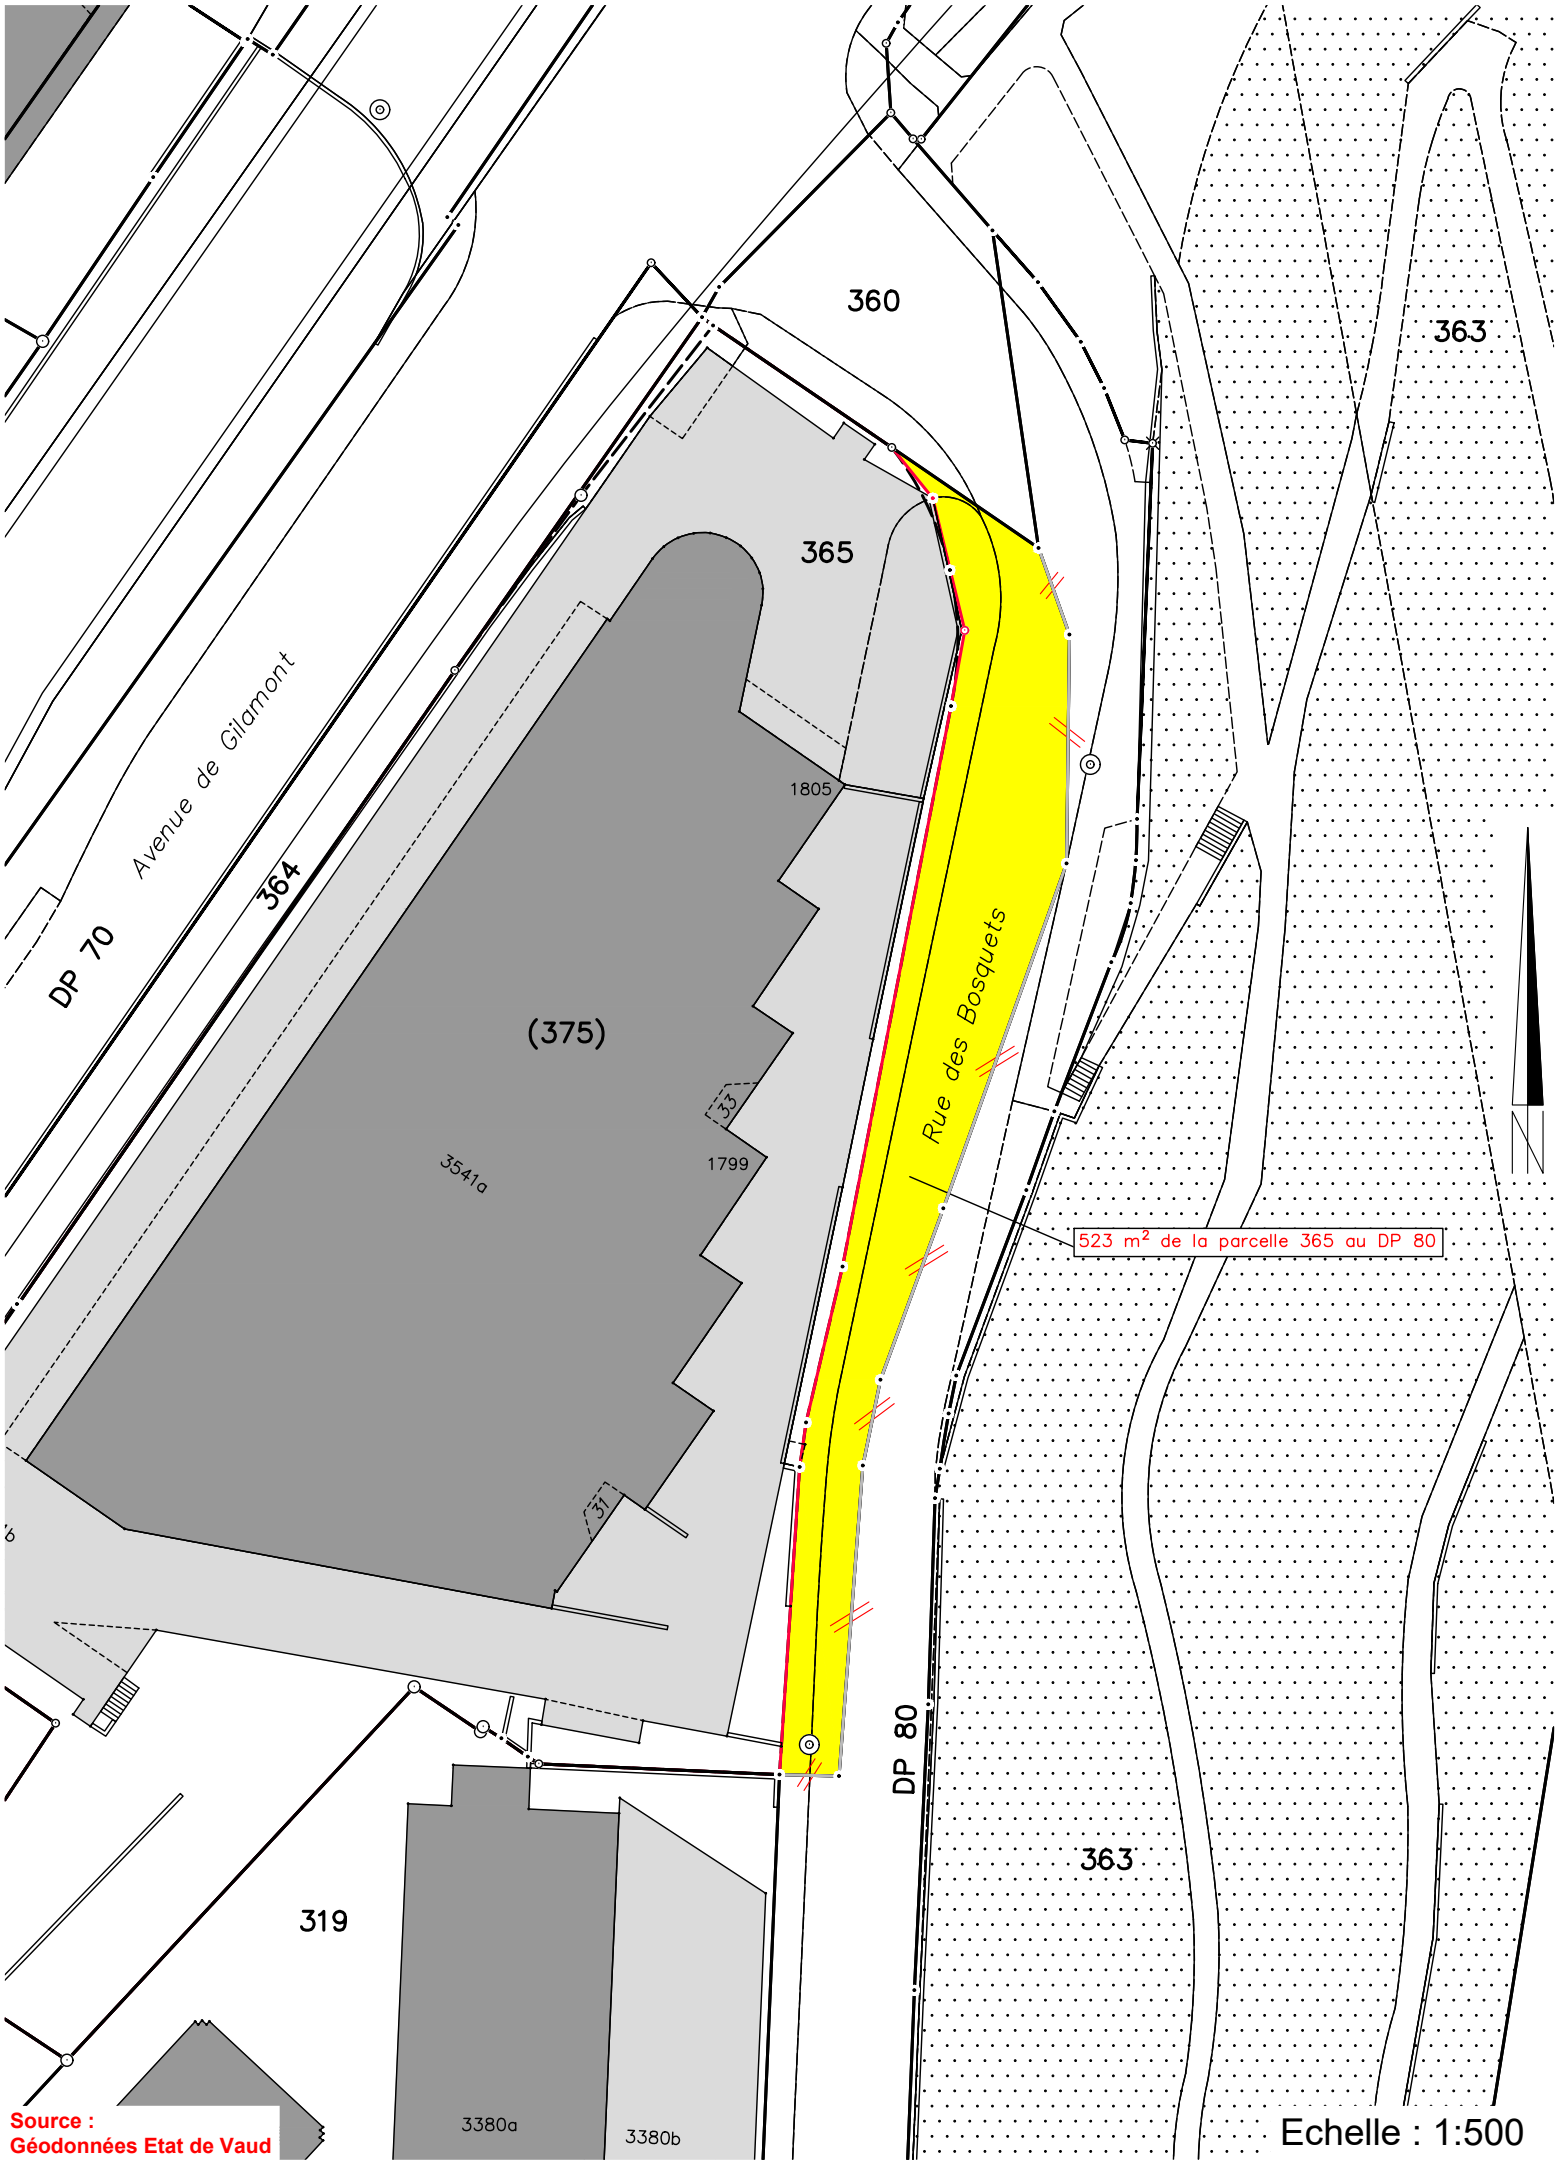 360
363
365
Avenue de Gilamont
1805
364
DP 70
Rue des Bosquets
(375)
33
1799
3541a
N
523 m² de la parcelle 365 au DP 80
31
DP 80
363
319
3380a
3380b
Source :
Géodonnées Etat de Vaud
Echelle : 1:500